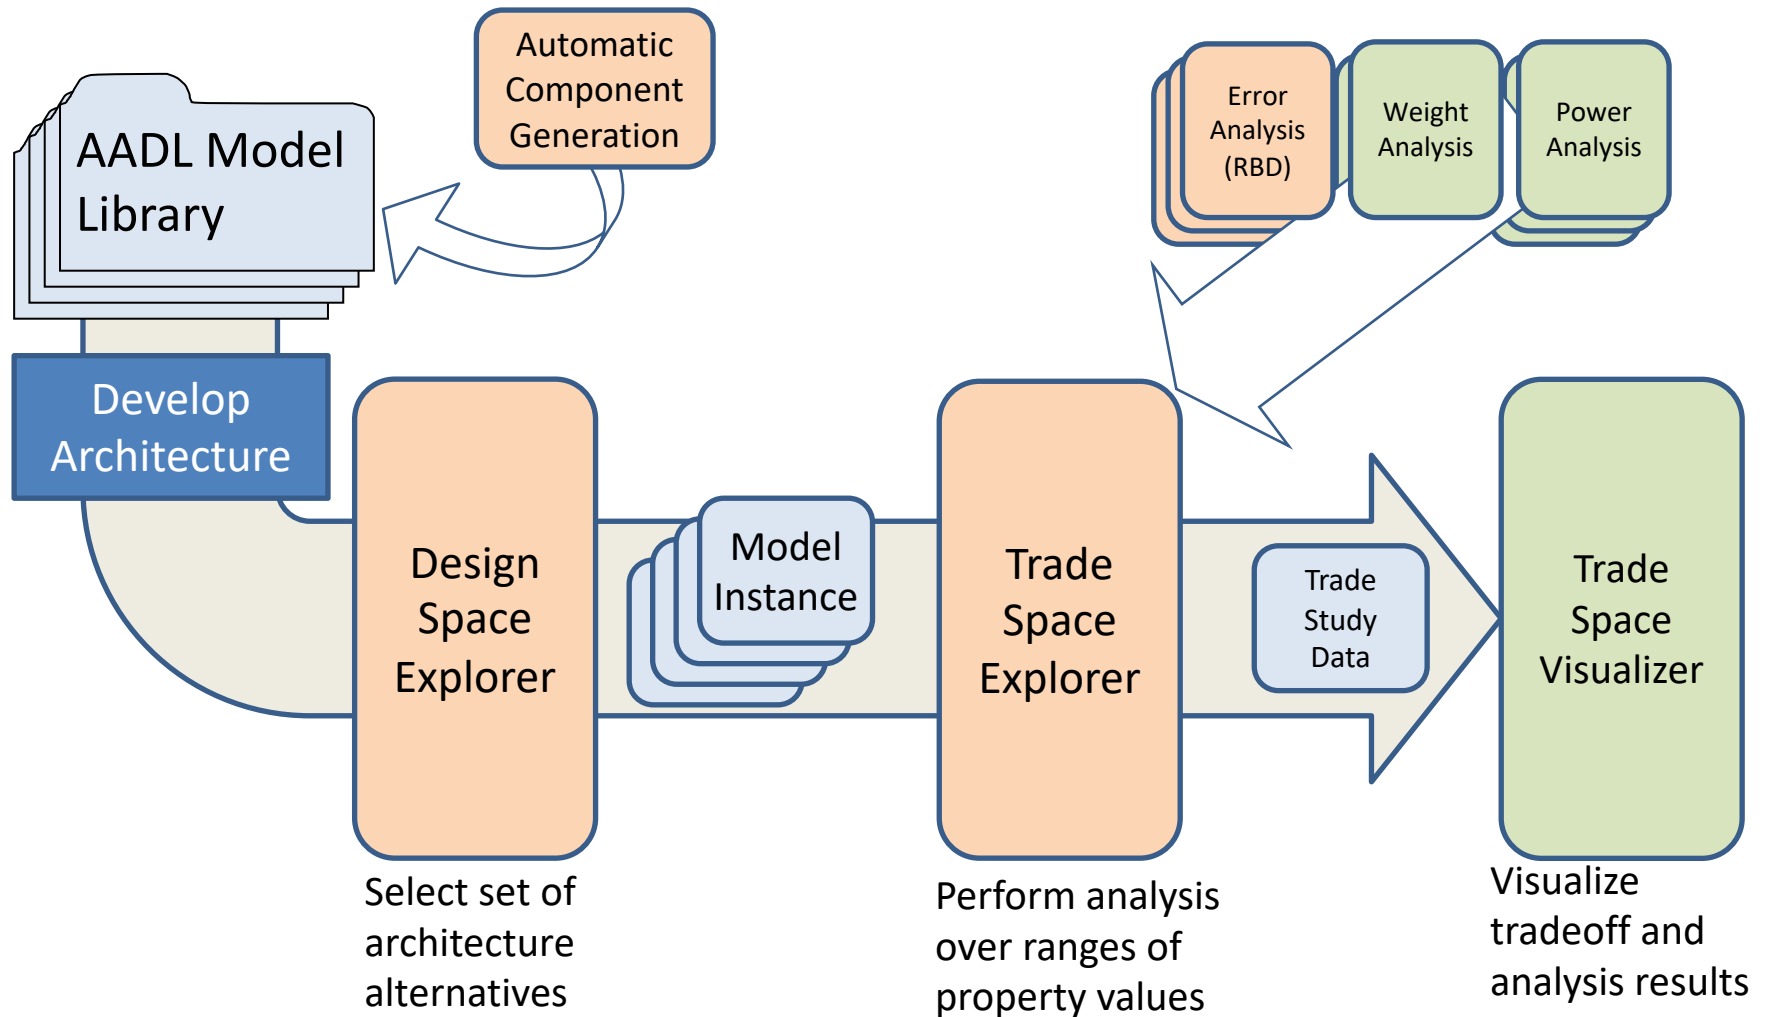 Automatic
Component
Generation
AADL Model
Library
Error
Analysis
(RBD)
Weight
Analysis
Power
Analysis
Develop
Architecture
Design
Space
Explorer
Model
Instance
Trade
Space
Explorer
Trade
Study
Data
Trade
Space
Visualizer
Select set of
architecture
alternatives
Perform analysis
over ranges of
property values
Visualize
tradeoff and
analysis results